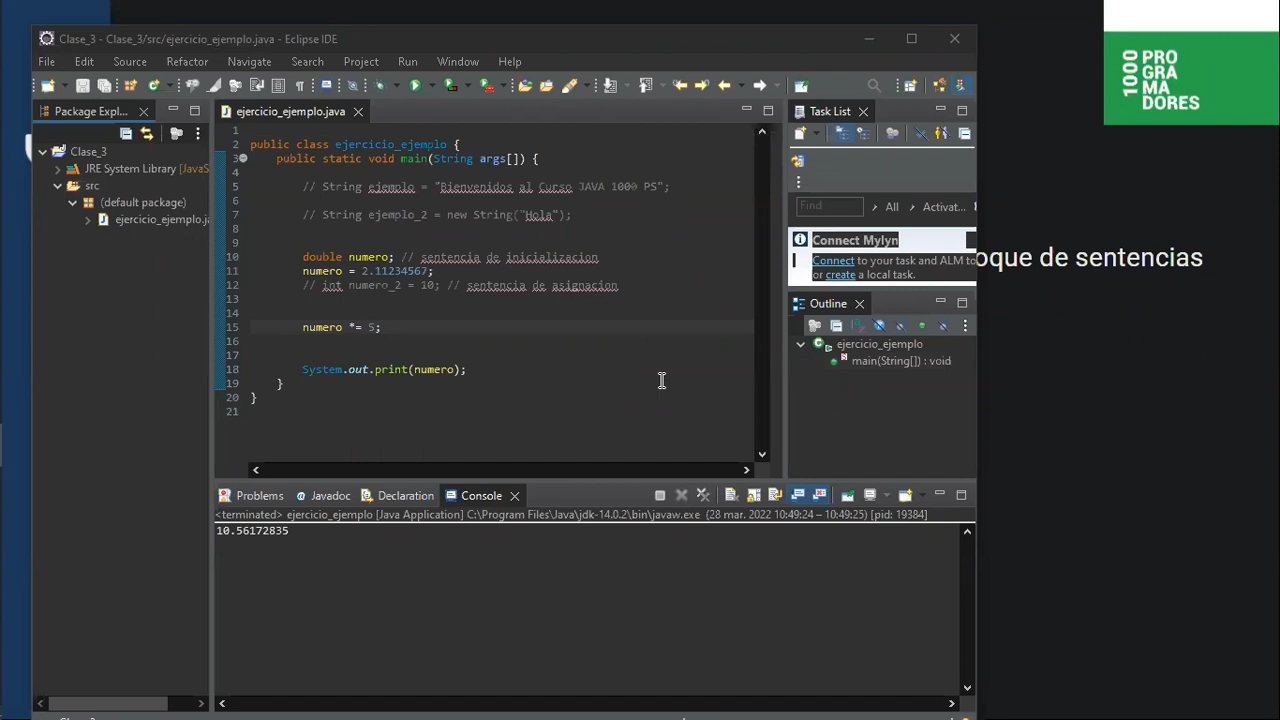 Clase_3 - Clase_3/src/ejercicio_ejemplo.java - Eclipse IDE
File Edit Source Refactor Navigate Search Project Run Window Help
1000 PROGRAMADORES
Package Expl...
ejercicio_ejemplo.java
Task List
Clase_3
JRE System Library [JavaS
src
(default package)
ejercicio_ejemplo.ja
1
2 public class ejercicio_ejemplo {
3 public static void main(String args[]) {
4
5 // String ejemplo = "Bienvenidos al Curso JAVA 1000 PS";
6
7 // String ejemplo_2 = new String("Hola");
8
9
10 double numero; // sentencia de inicializacion
11 numero = 2.11234567;
12 // int numero_2 = 10; // sentencia de asignacion
13
14
15 numero *= 5;
16
17
18 System.out.print(numero);
19 }
20 }
21
Find All Activat...
Connect Mylyn
Connect to your task and ALM to
or create a local task.
oque de sentencias
Outline
ejercicio_ejemplo
main(String[]) : void
Problems Javadoc Declaration Console
<terminated> ejercicio_ejemplo [Java Application] C:\Program Files\Java\jdk-14.0.2\bin\javaw.exe (28 mar. 2022 10:49:24 – 10:49:25) [pid: 19384]
10.56172835